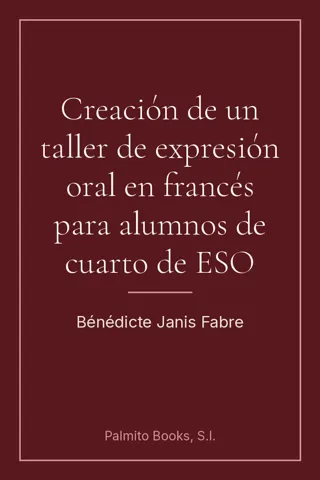 Creación de un
taller de expresión
oral en francés
para alumnos de
cuarto de ESO
Bénédicte Janis Fabre
Palmito Books, S.l.